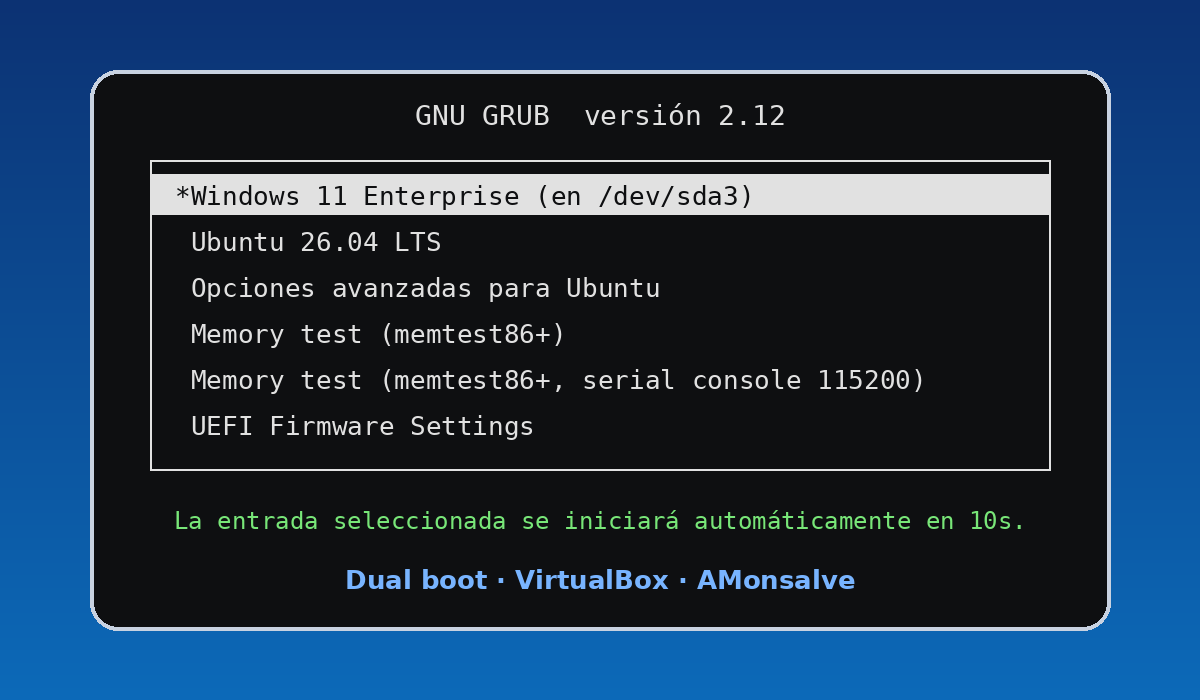 GNU GRUB  versión 2.12
*Windows 11 Enterprise (en /dev/sda3)
Ubuntu 26.04 LTS
Opciones avanzadas para Ubuntu
Memory test (memtest86+)
Memory test (memtest86+, serial console 115200)
UEFI Firmware Settings
La entrada seleccionada se iniciará automáticamente en 10s.
Dual boot · VirtualBox · AMonsalve